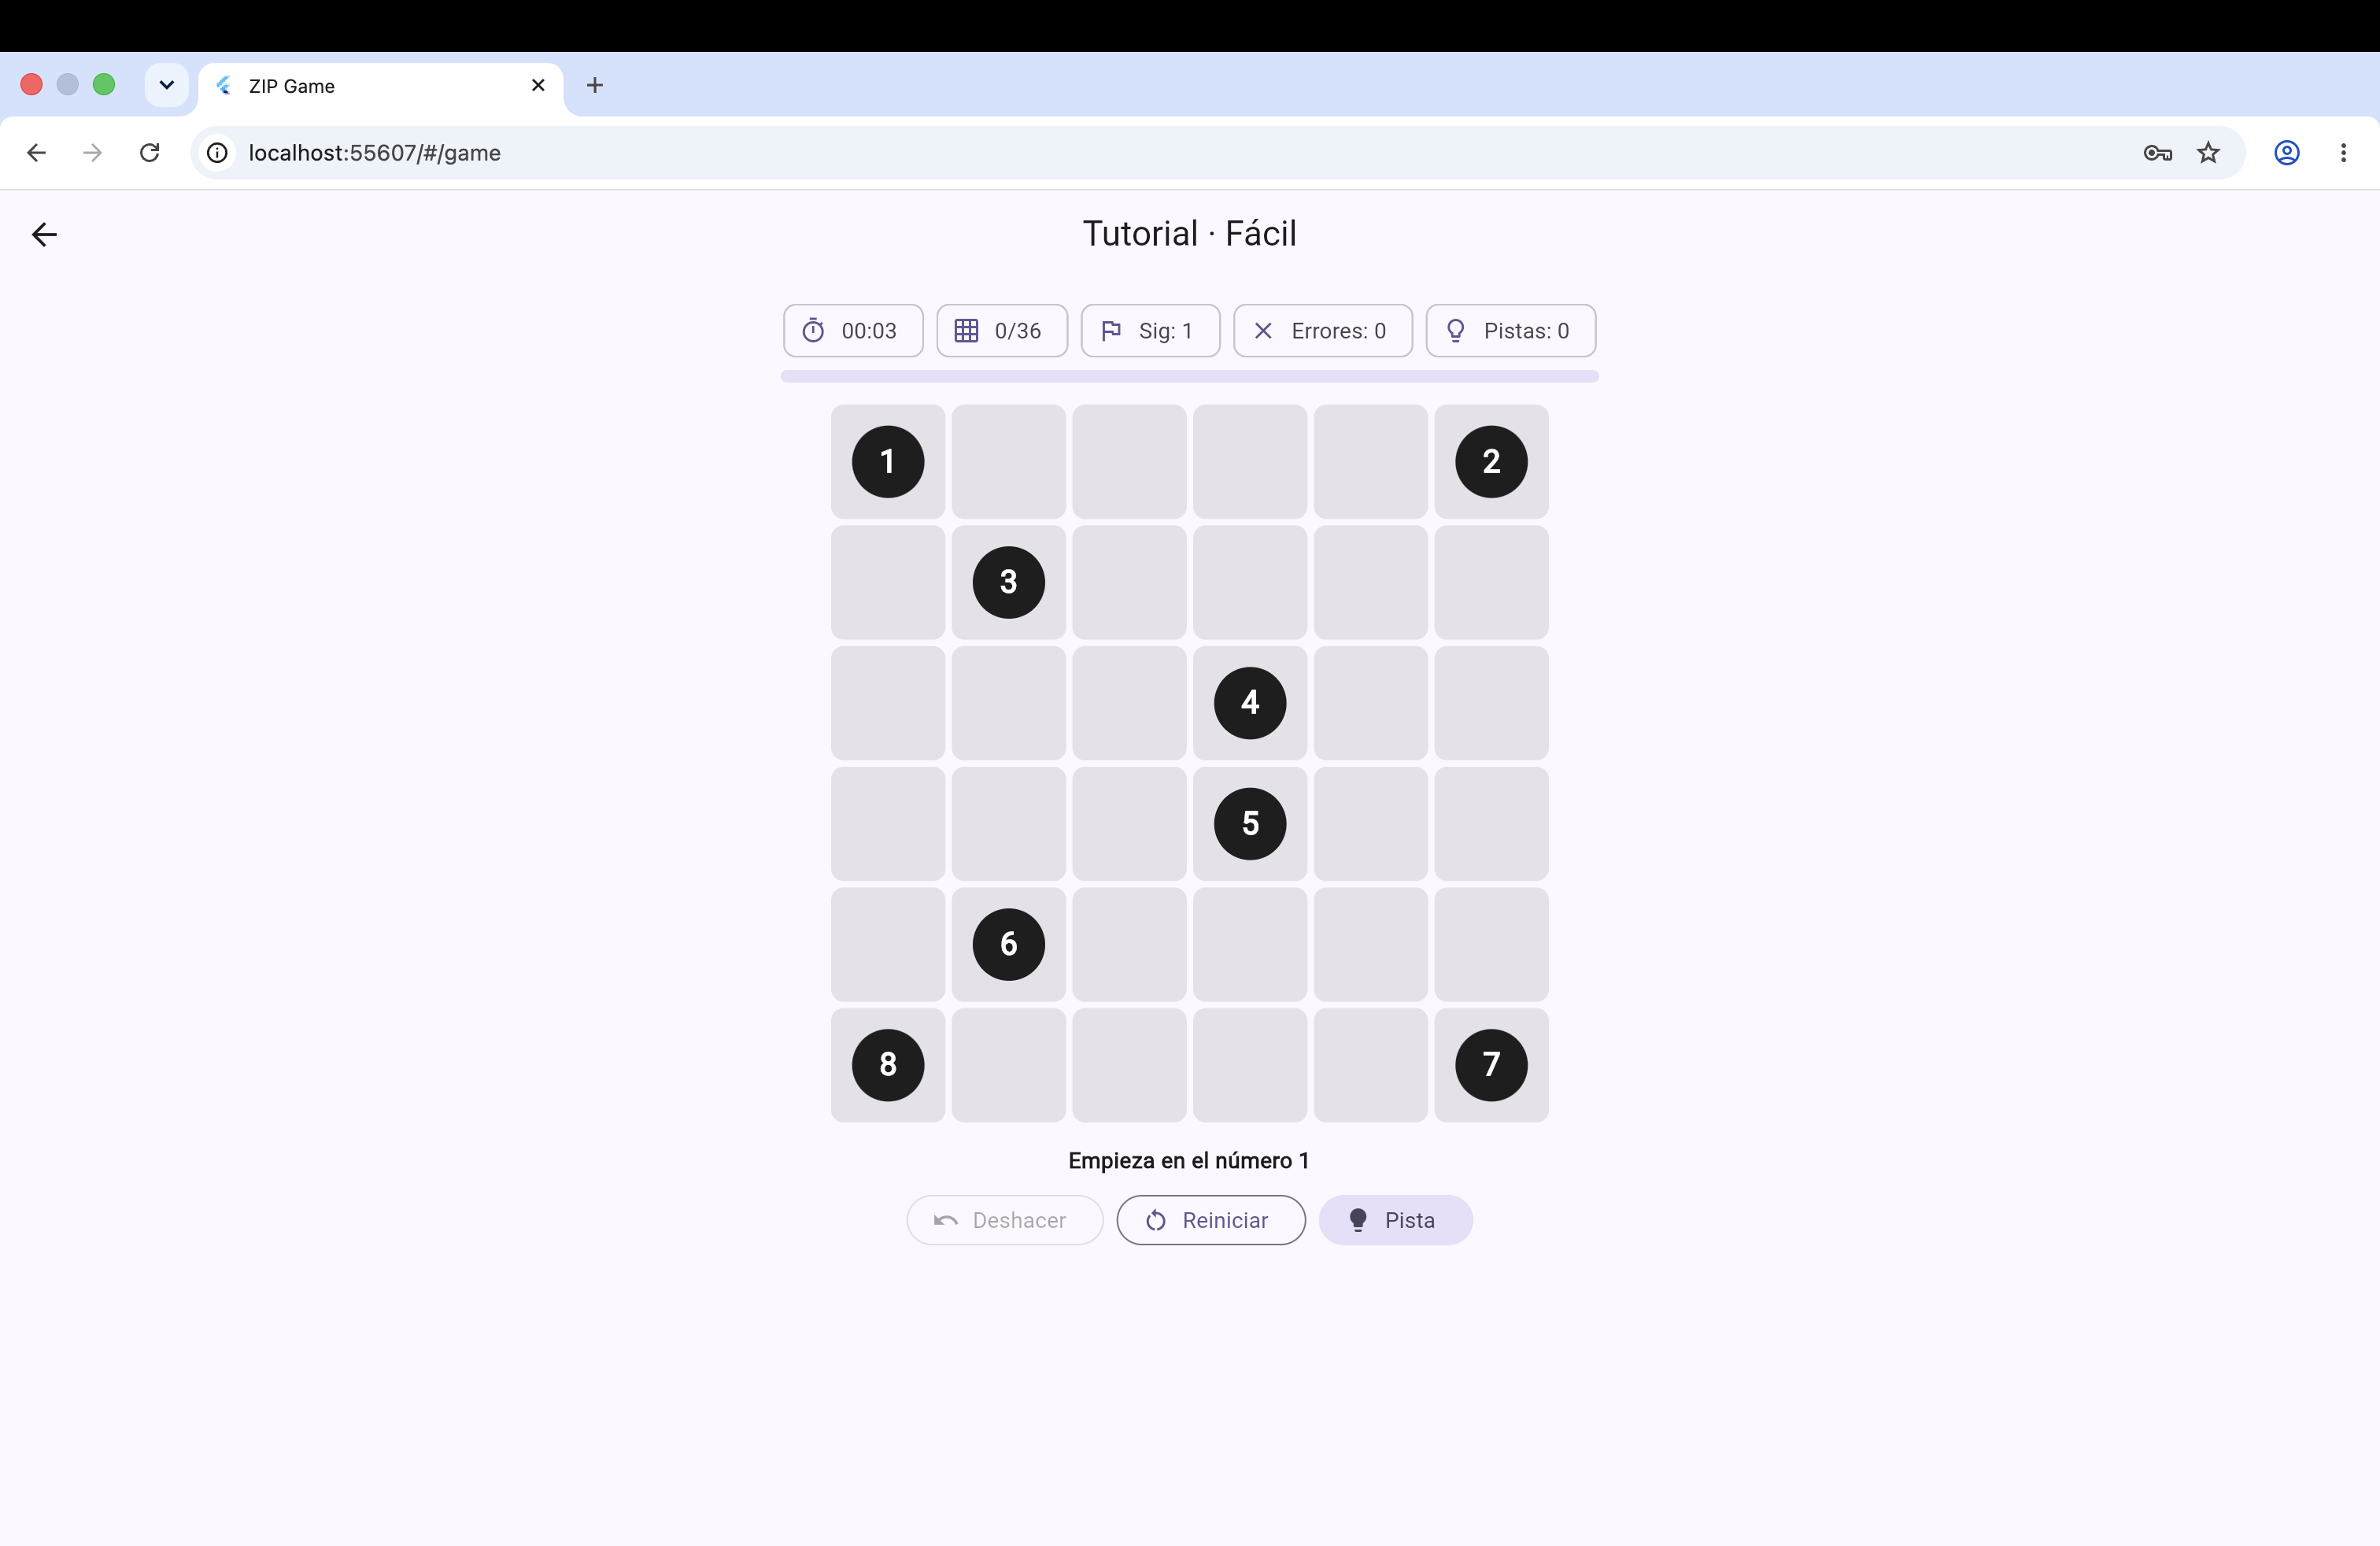 ZIP Game
localhost:55607/#/game
Tutorial · Fácil
00:03 0/36 Sig: 1 Errores: 0 Pistas: 0
1 2
3
4
5
6
8 7
Empieza en el número 1
Deshacer Reiniciar Pista